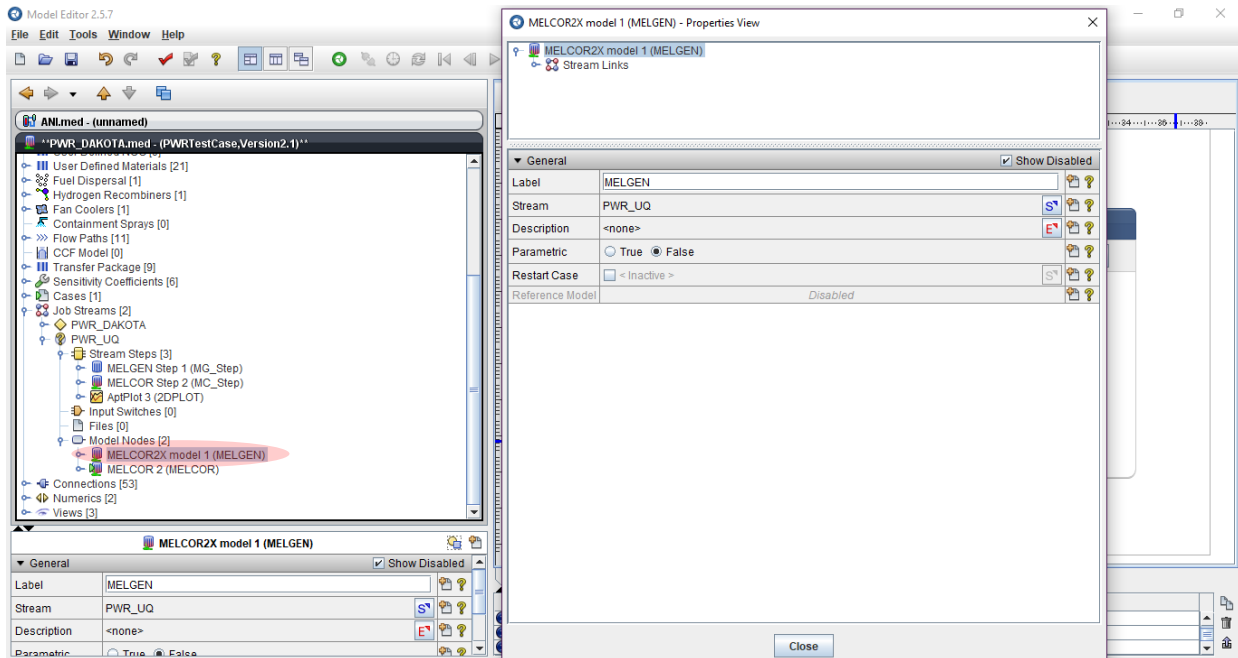 Model Editor 2.5.7
File Edit Tools Window Help
ANI.med - (unnamed)
**PWR_DAKOTA.med - (PWRTestCase,Version2.1)**
User Defined Materials [21]
Fuel Dispersal [1]
Hydrogen Recombiners [1]
Fan Coolers [1]
Containment Sprays [0]
Flow Paths [11]
CCF Model [0]
Transfer Package [9]
Sensitivity Coefficients [6]
Cases [1]
Job Streams [2]
PWR_DAKOTA
PWR_UQ
Stream Steps [3]
MELGEN Step 1 (MG_Step)
MELCOR Step 2 (MC_Step)
AptPlot 3 (2DPLOT)
Input Switches [0]
Files [0]
Model Nodes [2]
MELCOR2X model 1 (MELGEN)
MELCOR 2 (MELCOR)
Connections [53]
Numerics [2]
Views [3]
MELCOR2X model 1 (MELGEN)
General Show Disabled
Label MELGEN
Stream PWR_UQ S
Description <none> E
Parametric True False
MELCOR2X model 1 (MELGEN) - Properties View
MELCOR2X model 1 (MELGEN)
Stream Links
General Show Disabled
Label MELGEN
Stream PWR_UQ S
Description <none> E
Parametric True False
Restart Case < Inactive > S
Reference Model Disabled
Close